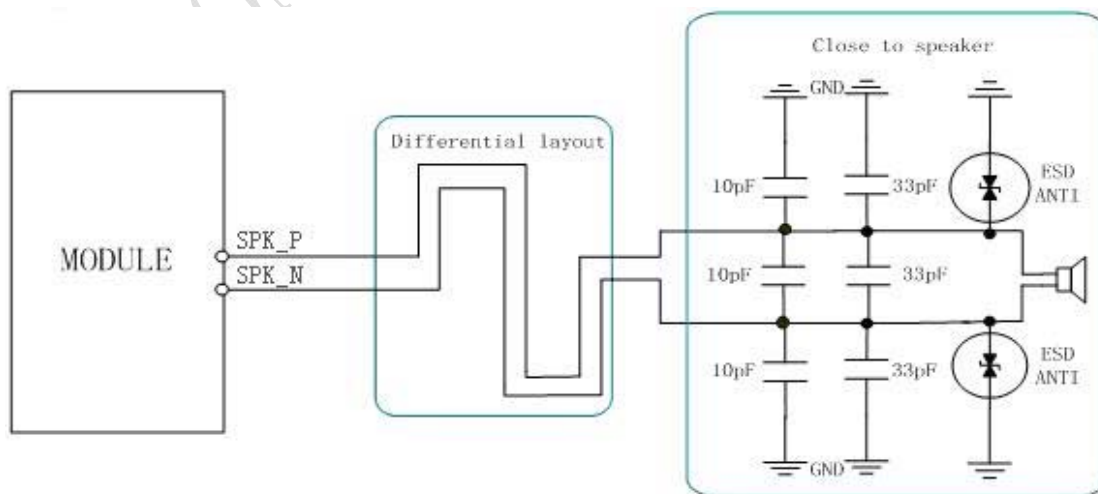 Close to speaker
GND
Differential layout
10pF
33pF
ESD
ANTI
SPK_P
MODULE
SPK_N
10pF
33pF
10pF
33pF
ESD
ANTI
GND